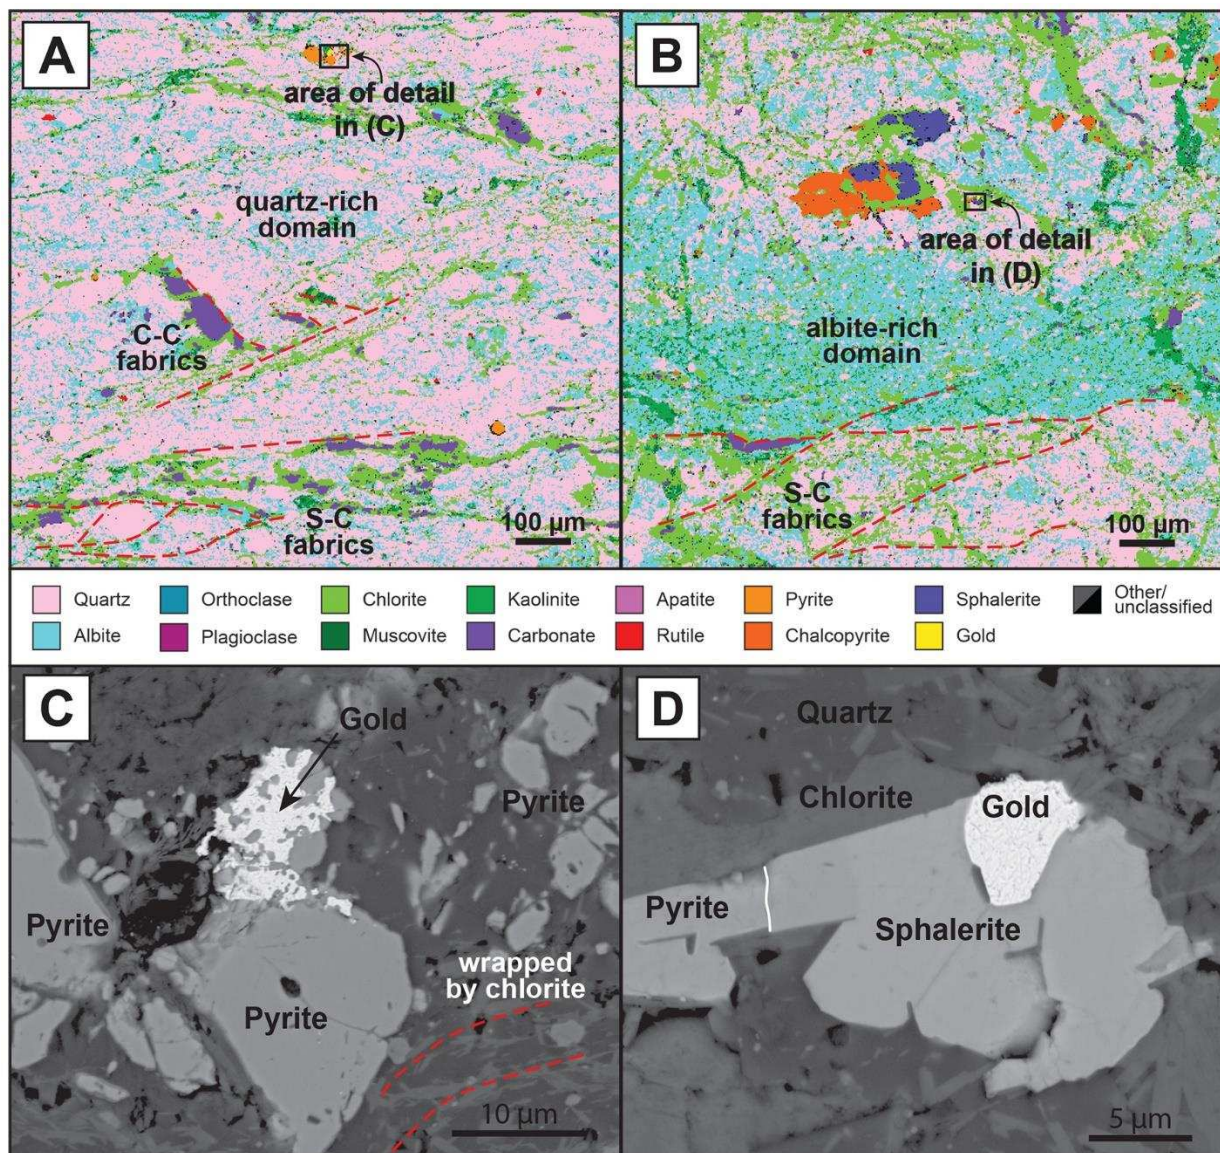 A
area of detail
in (C)
quartz-rich
domain
C-C´
fabrics
S-C
fabrics
100 µm
B
area of detail
in (D)
albite-rich
domain
S-C
fabrics
100 µm
Quartz
Orthoclase
Chlorite
Kaolinite
Apatite
Pyrite
Sphalerite
Other/
unclassified
Albite
Plagioclase
Muscovite
Carbonate
Rutile
Chalcopyrite
Gold
C
Gold
Pyrite
Pyrite
wrapped
by chlorite
Pyrite
10 µm
D
Quartz
Chlorite
Gold
Pyrite
Sphalerite
5 µm